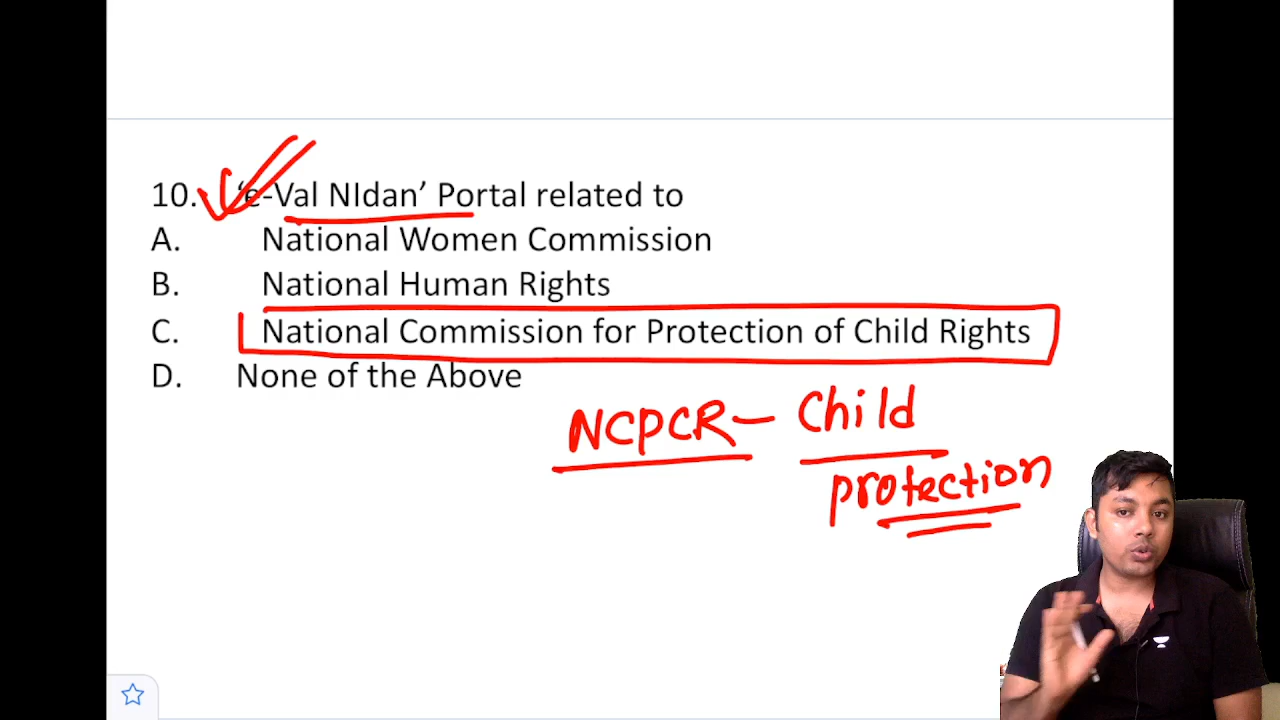 10. 'e-Val NIdan' Portal related to
A. National Women Commission
B. National Human Rights
C. National Commission for Protection of Child Rights
D. None of the Above
NCPCR – Child
protection